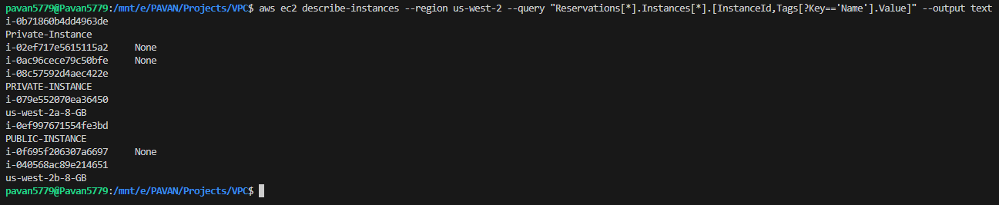 pavan5779@Pavan5779:/mnt/e/PAVAN/Projects/VPC$ aws ec2 describe-instances --region us-west-2 --query "Reservations[*].Instances[*].[InstanceId,Tags[?Key=='Name'].Value]" --output text
i-0b71860b4dd4963de
Private-Instance
i-02ef717e5615115a2     None
i-0ac96cece79c50bfe     None
i-08c57592d4aec422e
PRIVATE-INSTANCE
i-079e552070ea36450
us-west-2a-8-GB
i-0ef997671554fe3bd
PUBLIC-INSTANCE
i-0f695f206307a6697     None
i-040568ac89e214651
us-west-2b-8-GB
pavan5779@Pavan5779:/mnt/e/PAVAN/Projects/VPC$